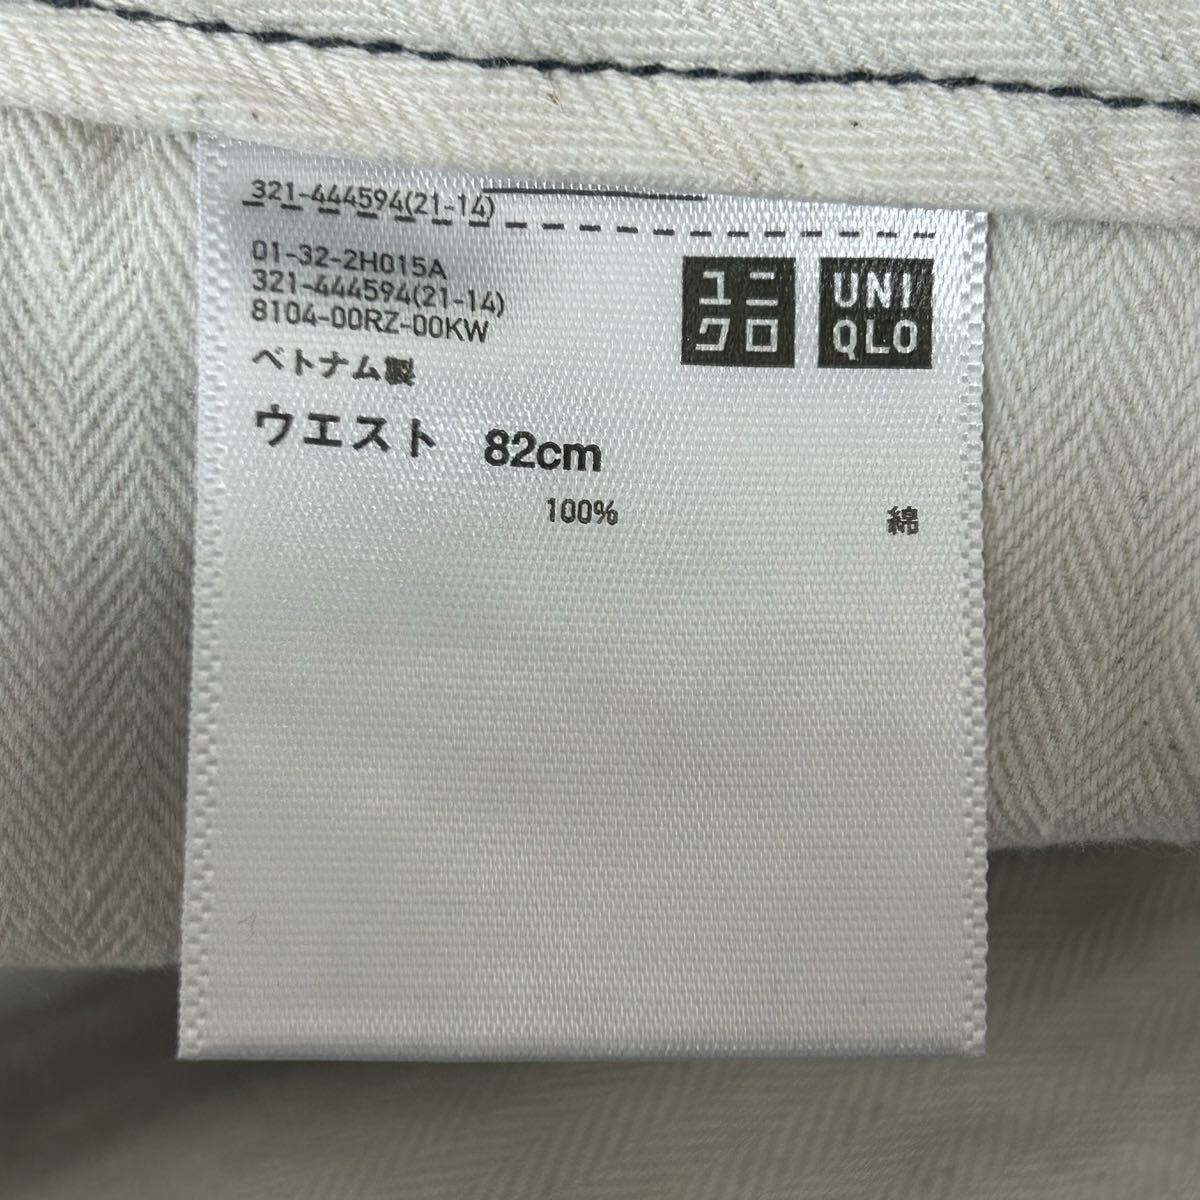 321-444594(21-14)
01-32-2H015A
321-444594(21-14)
8104-00RZ-00KW
ベトナム製
ウエスト 82cm
100% 綿
ユニ
クロ
UNI
QLO